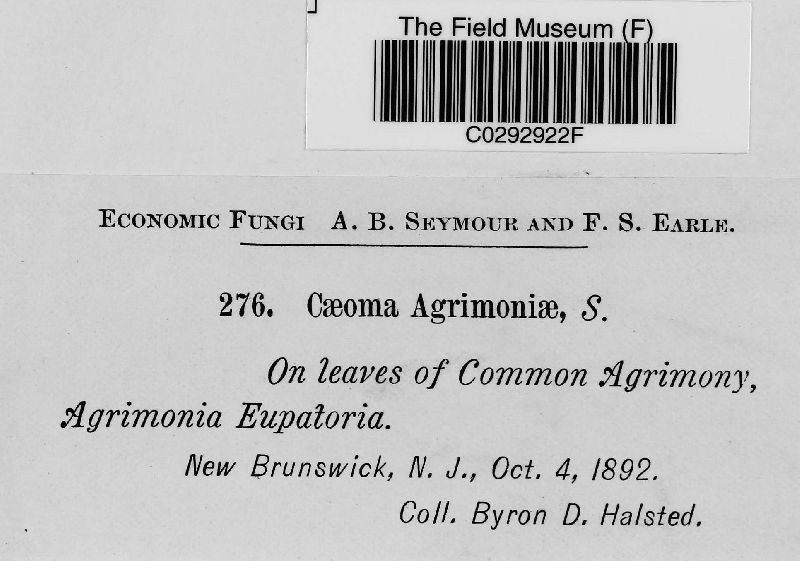 The Field Museum (F)
C0292922F
Economic Fungi A. B. Seymour and F. S. Earle.
276. Cæoma Agrimoniæ, S.
On leaves of Common Agrimony,
Agrimonia Eupatoria.
New Brunswick, N. J., Oct. 4, 1892.
Coll. Byron D. Halsted.